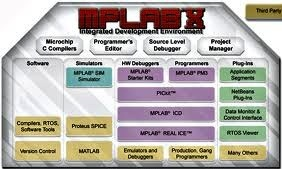 Third Party
MPLAB X
Integrated Development Environment
Microchip
C Compilers
Programmer's
Editor
Source Level
Debugger
Project
Manager
Software
Simulators
HW Debuggers
Programmers
Plug-ins
MPLAB® SIM
Simulator
MPLAB®
Starter Kits
MPLAB® PM3
Application
Segments
PICkit™
NetBeans
Plug-Ins
MPLAB® ICD
Data Monitor &
Control Interface
Compilers, RTOS,
Software Tools
Proteus SPICE
MPLAB® REAL ICE™
RTOS Viewer
Version Control
MATLAB
Emulators and
Debuggers
Production, Gang
Programmers
Many Others